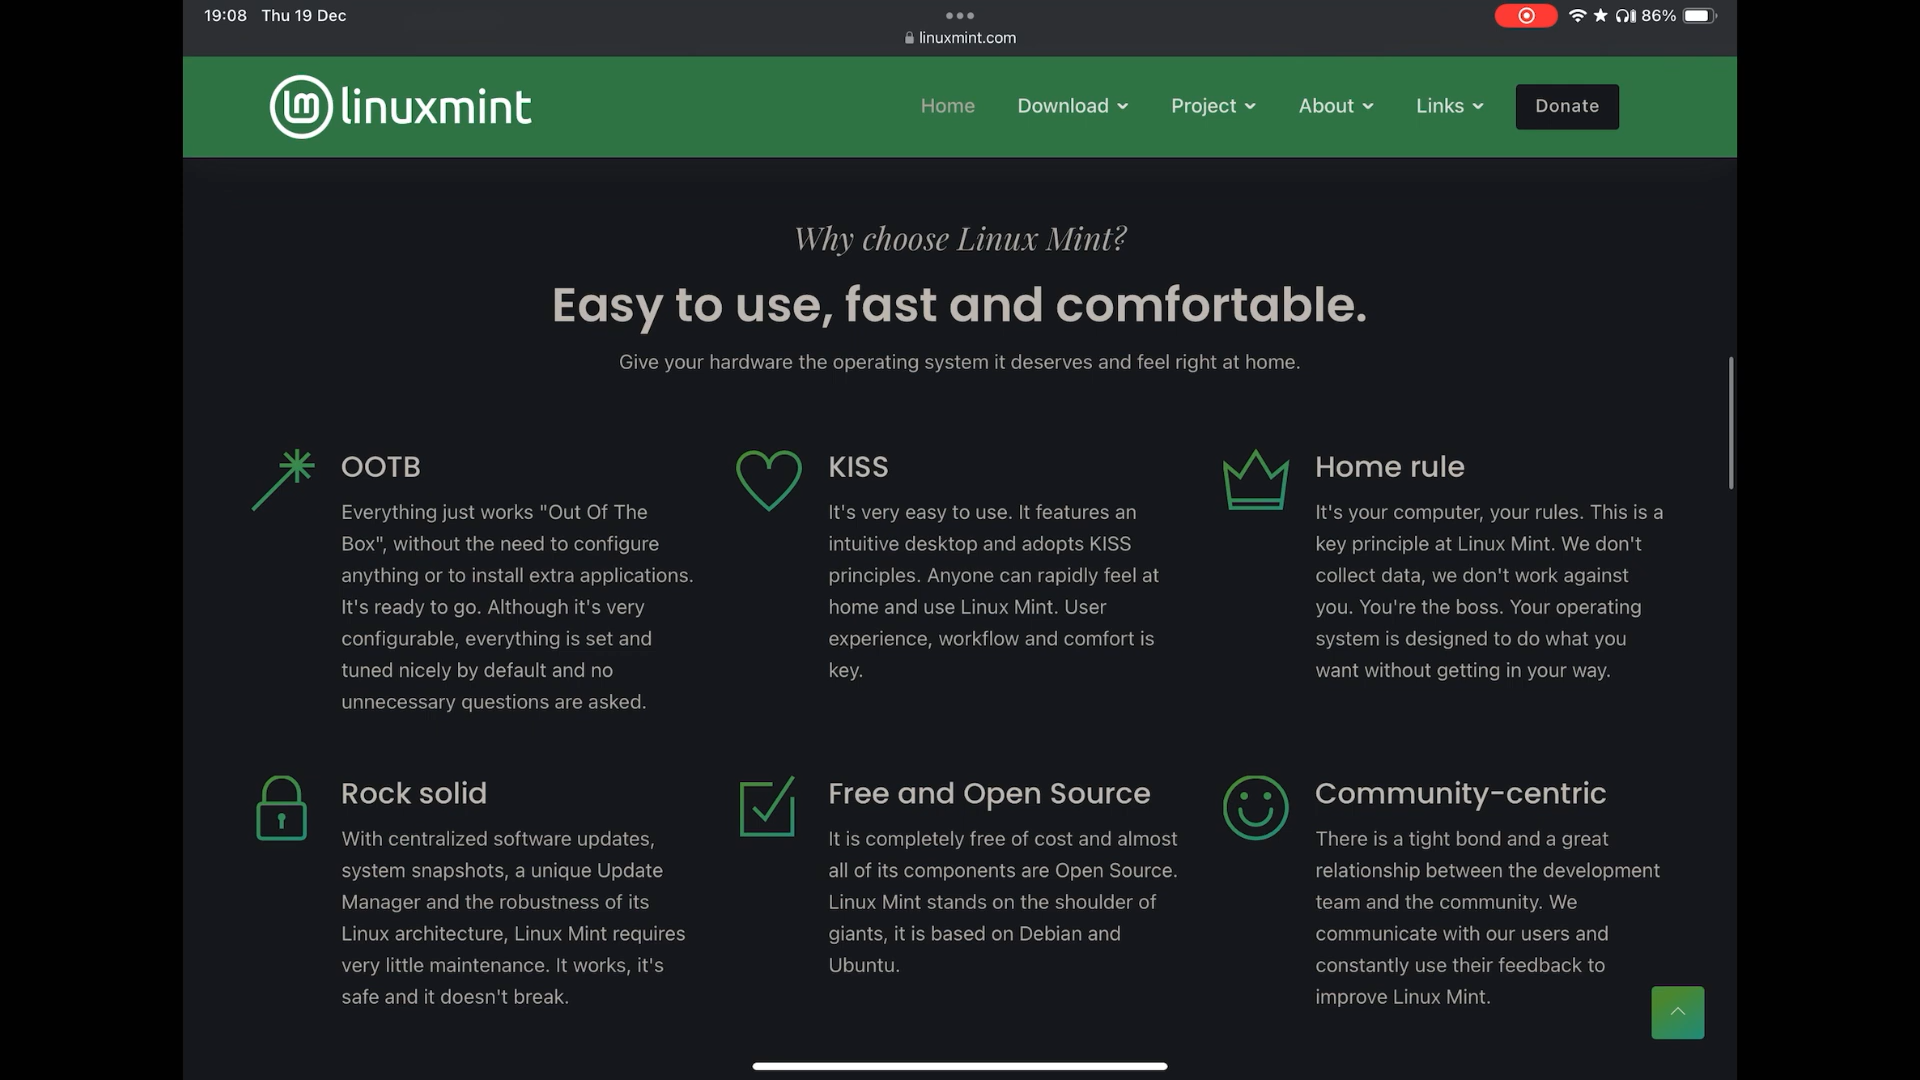 19:08 Thu 19 Dec
86%
linuxmint.com
linuxmint
Home Download Project About Links Donate
Why choose Linux Mint?
Easy to use, fast and comfortable.
Give your hardware the operating system it deserves and feel right at home.
OOTB
Everything just works "Out Of The
Box", without the need to configure
anything or to install extra applications.
It's ready to go. Although it's very
configurable, everything is set and
tuned nicely by default and no
unnecessary questions are asked.
KISS
It's very easy to use. It features an
intuitive desktop and adopts KISS
principles. Anyone can rapidly feel at
home and use Linux Mint. User
experience, workflow and comfort is
key.
Home rule
It's your computer, your rules. This is a
key principle at Linux Mint. We don't
collect data, we don't work against
you. You're the boss. Your operating
system is designed to do what you
want without getting in your way.
Rock solid
With centralized software updates,
system snapshots, a unique Update
Manager and the robustness of its
Linux architecture, Linux Mint requires
very little maintenance. It works, it's
safe and it doesn't break.
Free and Open Source
It is completely free of cost and almost
all of its components are Open Source.
Linux Mint stands on the shoulder of
giants, it is based on Debian and
Ubuntu.
Community-centric
There is a tight bond and a great
relationship between the development
team and the community. We
communicate with our users and
constantly use their feedback to
improve Linux Mint.